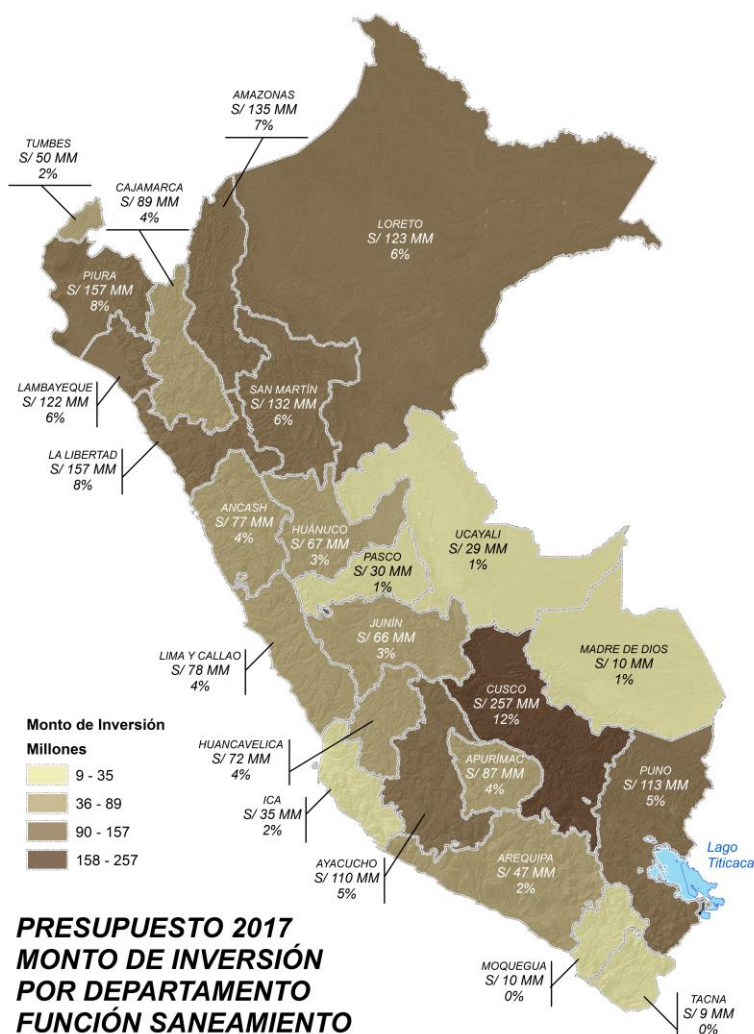 AMAZONAS
S/ 135 MM
7%
TUMBES
S/ 50 MM
2%
CAJAMARCA
S/ 89 MM
4%
LORETO
S/ 123 MM
6%
PIURA
S/ 157 MM
8%
LAMBAYEQUE
S/ 122 MM
6%
SAN MARTÍN
S/ 132 MM
6%
LA LIBERTAD
S/ 157 MM
8%
ANCASH
S/ 77 MM
4%
HUÁNUCO
S/ 67 MM
3%
UCAYALI
S/ 29 MM
1%
PASCO
S/ 30 MM
1%
JUNÍN
S/ 66 MM
3%
MADRE DE DIOS
S/ 10 MM
1%
LIMA Y CALLAO
S/ 78 MM
4%
CUSCO
S/ 257 MM
12%
HUANCAVELICA
S/ 72 MM
4%
APURÍMAC
S/ 87 MM
4%
PUNO
S/ 113 MM
5%
ICA
S/ 35 MM
2%
AYACUCHO
S/ 110 MM
5%
AREQUIPA
S/ 47 MM
2%
Lago
Titicaca
MOQUEGUA
S/ 10 MM
0%
TACNA
S/ 9 MM
0%
Monto de Inversión
Millones
9 - 35
36 - 89
90 - 157
158 - 257
PRESUPUESTO 2017
MONTO DE INVERSIÓN
POR DEPARTAMENTO
FUNCIÓN SANEAMIENTO